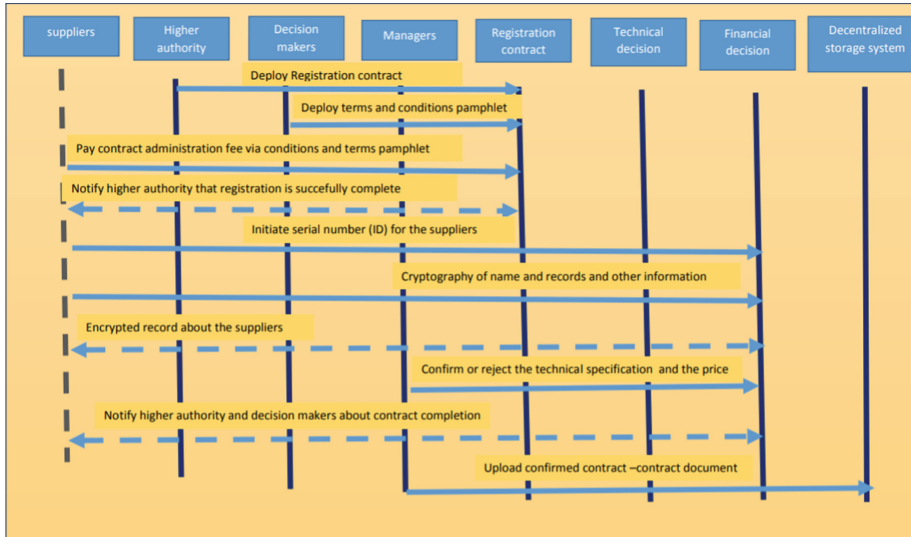 suppliers
Higher
authority
Decision
makers
Managers
Registration
contract
Technical
decision
Financial
decision
Decentralized
storage system
Deploy Registration contract
Deploy terms and conditions pamphlet
Pay contract administration fee via conditions and terms pamphlet
Notify higher authority that registration is succefully complete
Initiate serial number (ID) for the suppliers
Cryptography of name and records and other information
Encrypted record about the suppliers
Confirm or reject the technical specification and the price
Notify higher authority and decision makers about contract completion
Upload confirmed contract –contract document